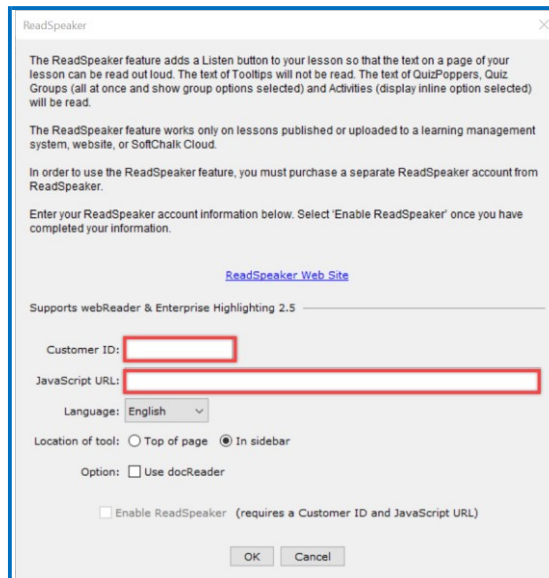 ReadSpeaker
The ReadSpeaker feature adds a Listen button to your lesson so that the text on a page of your
lesson can be read out loud. The text of Tooltips will not be read. The text of QuizPoppers, Quiz
Groups (all at once and show group options selected) and Activities (display inline option selected)
will be read.
The ReadSpeaker feature works only on lessons published or uploaded to a learning management
system, website, or SoftChalk Cloud.
In order to use the ReadSpeaker feature, you must purchase a separate ReadSpeaker account from
ReadSpeaker.
Enter your ReadSpeaker account information below. Select 'Enable ReadSpeaker' once you have
completed your information.
ReadSpeaker Web Site
Supports webReader & Enterprise Highlighting 2.5
Customer ID:
JavaScript URL:
Language: English
Location of tool: Top of page In sidebar
Option: Use docReader
Enable ReadSpeaker (requires a Customer ID and JavaScript URL)
OK Cancel